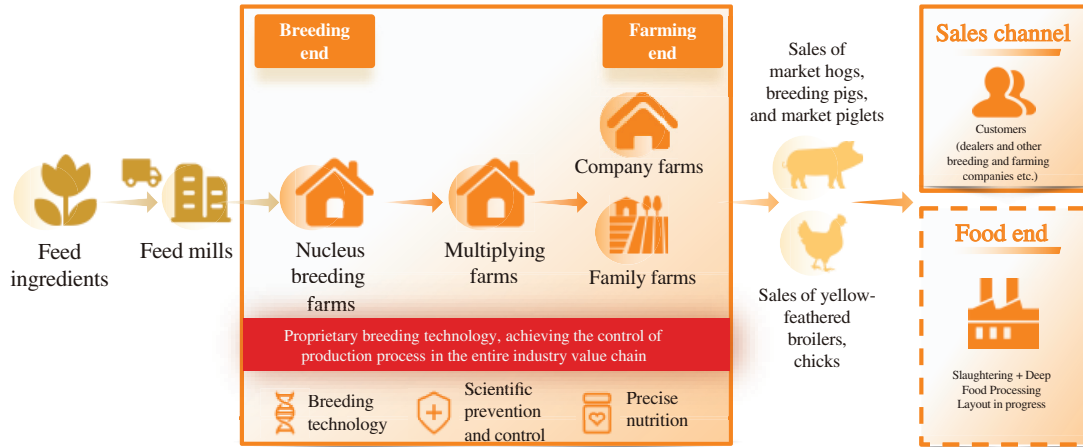 Breeding
end
Farming
end
Feed
ingredients
Feed mills
Nucleus
breeding
farms
Multiplying
farms
Company farms
Family farms
Proprietary breeding technology, achieving the control of
production process in the entire industry value chain
Breeding
technology
Scientific
prevention
and control
Precise
nutrition
Sales of
market hogs,
breeding pigs,
and market piglets
Sales of yellow-
feathered
broilers,
chicks
Sales channel
Customers
(dealers and other
breeding and farming
companies etc.)
Food end
Slaughtering + Deep
Food Processing
Layout in progress